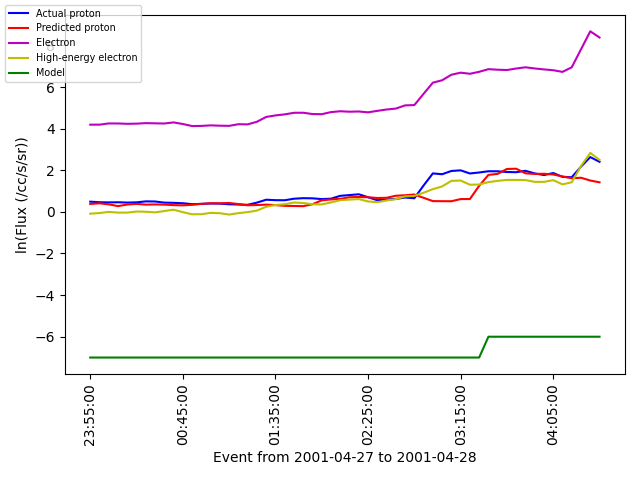 Actual proton
Predicted proton
Electron
High-energy electron
Model
8
6
4
2
0
−2
−4
−6
ln(Flux (/cc/s/sr))
23:55:00
00:45:00
01:35:00
02:25:00
03:15:00
04:05:00
Event from 2001-04-27 to 2001-04-28